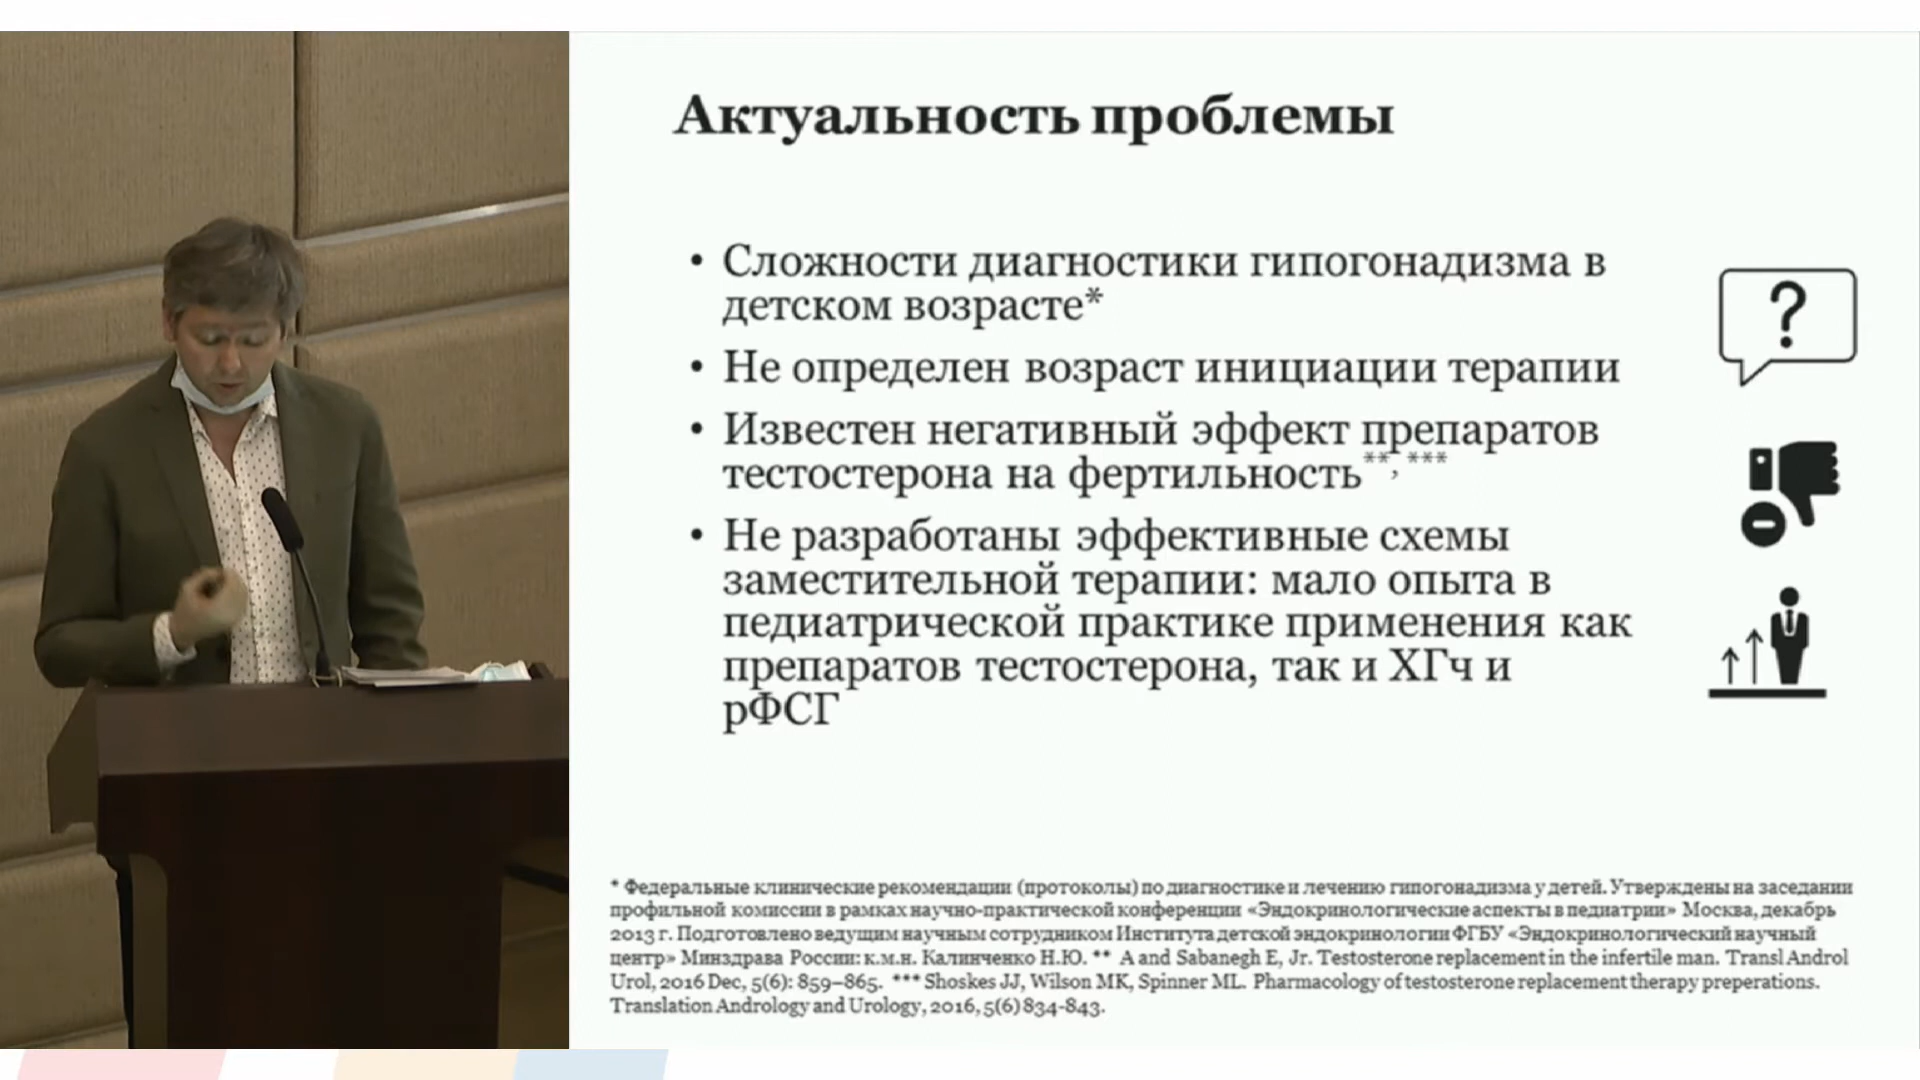 Актуальность проблемы
• Сложности диагностики гипогонадизма в
детском возрасте*
• Не определен возраст инициации терапии
• Известен негативный эффект препаратов
тестостерона на фертильность**, ***
• Не разработаны эффективные схемы
заместительной терапии: мало опыта в
педиатрической практике применения как
препаратов тестостерона, так и ХГч и
рФСГ
?
* Федеральные клинические рекомендации (протоколы) по диагностике и лечению гипогонадизма у детей. Утверждены на заседании
профильной комиссии в рамках научно-практической конференции «Эндокринологические аспекты в педиатрии» Москва, декабрь
2013 г. Подготовлено ведущим научным сотрудником Института детской эндокринологии ФГБУ «Эндокринологический научный
центр» Минздрава России: к.м.н. Калинченко Н.Ю. ** A and Sabanegh E, Jr. Testosterone replacement in the infertile man. Transl Androl
Urol, 2016 Dec, 5(6): 859–865. *** Shoskes JJ, Wilson MK, Spinner ML. Pharmacology of testosterone replacement therapy preperations.
Translation Andrology and Urology, 2016, 5(6) 834-843.